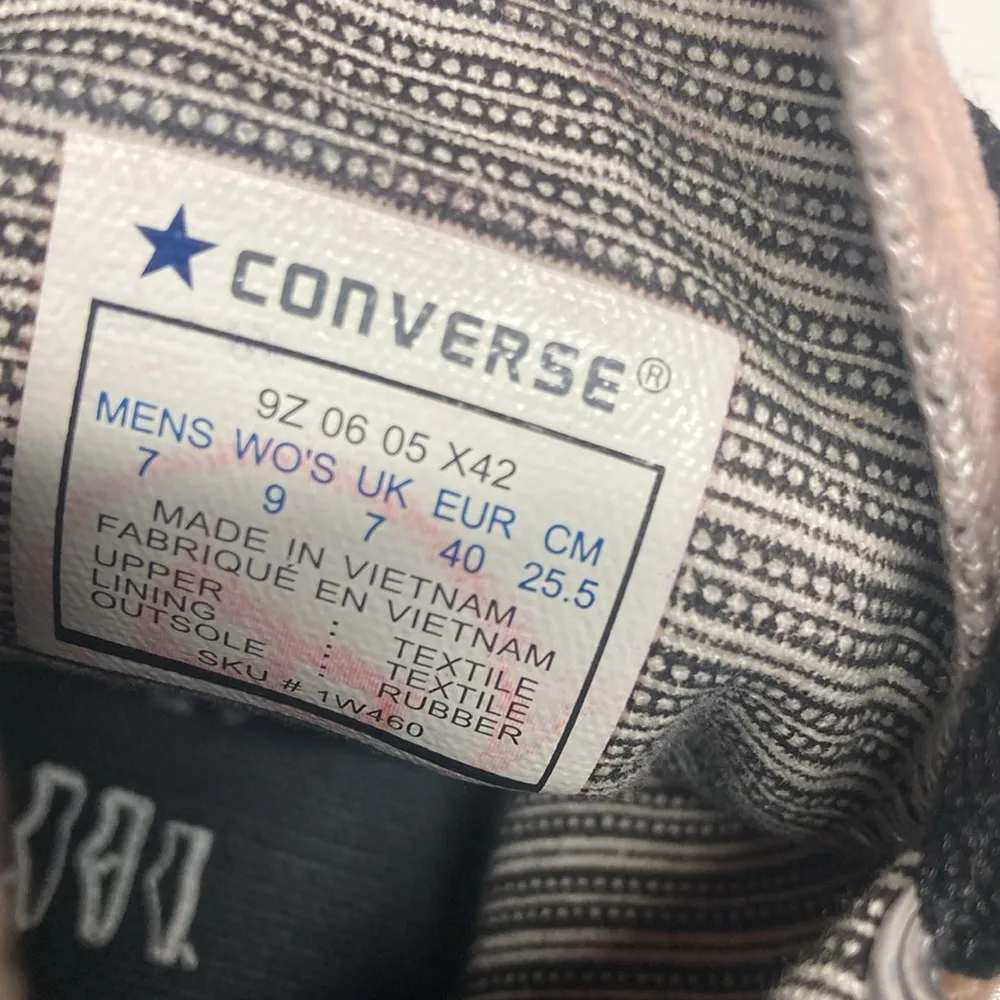 CONVERSE®
9Z 06 05 X42
MENS WO'S UK EUR CM
7 9 7 40 25.5
MADE IN VIETNAM
FABRIQUÉ EN VIETNAM
UPPER : TEXTILE
LINING : TEXTILE
OUTSOLE : RUBBER
SKU # 1W460